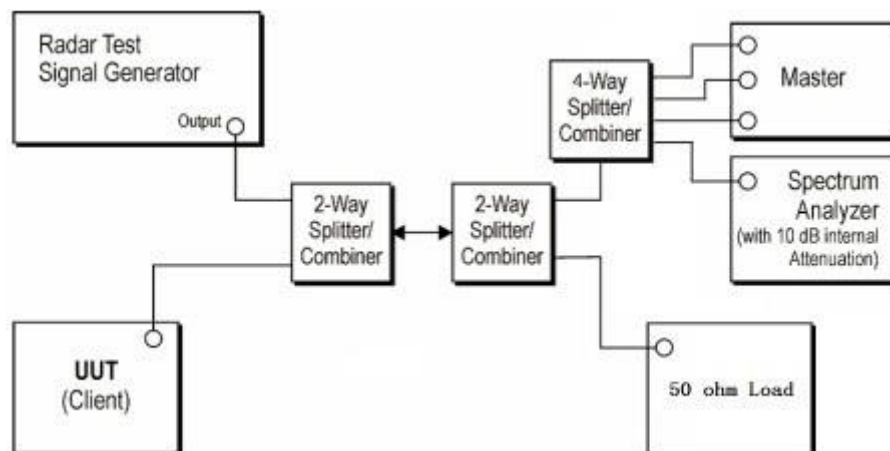 Radar Test
Signal Generator
Output
4-Way
Splitter/
Combiner
Master
Spectrum
Analyzer
(with 10 dB internal
Attenuation)
2-Way
Splitter/
Combiner
2-Way
Splitter/
Combiner
UUT
(Client)
50 ohm Load